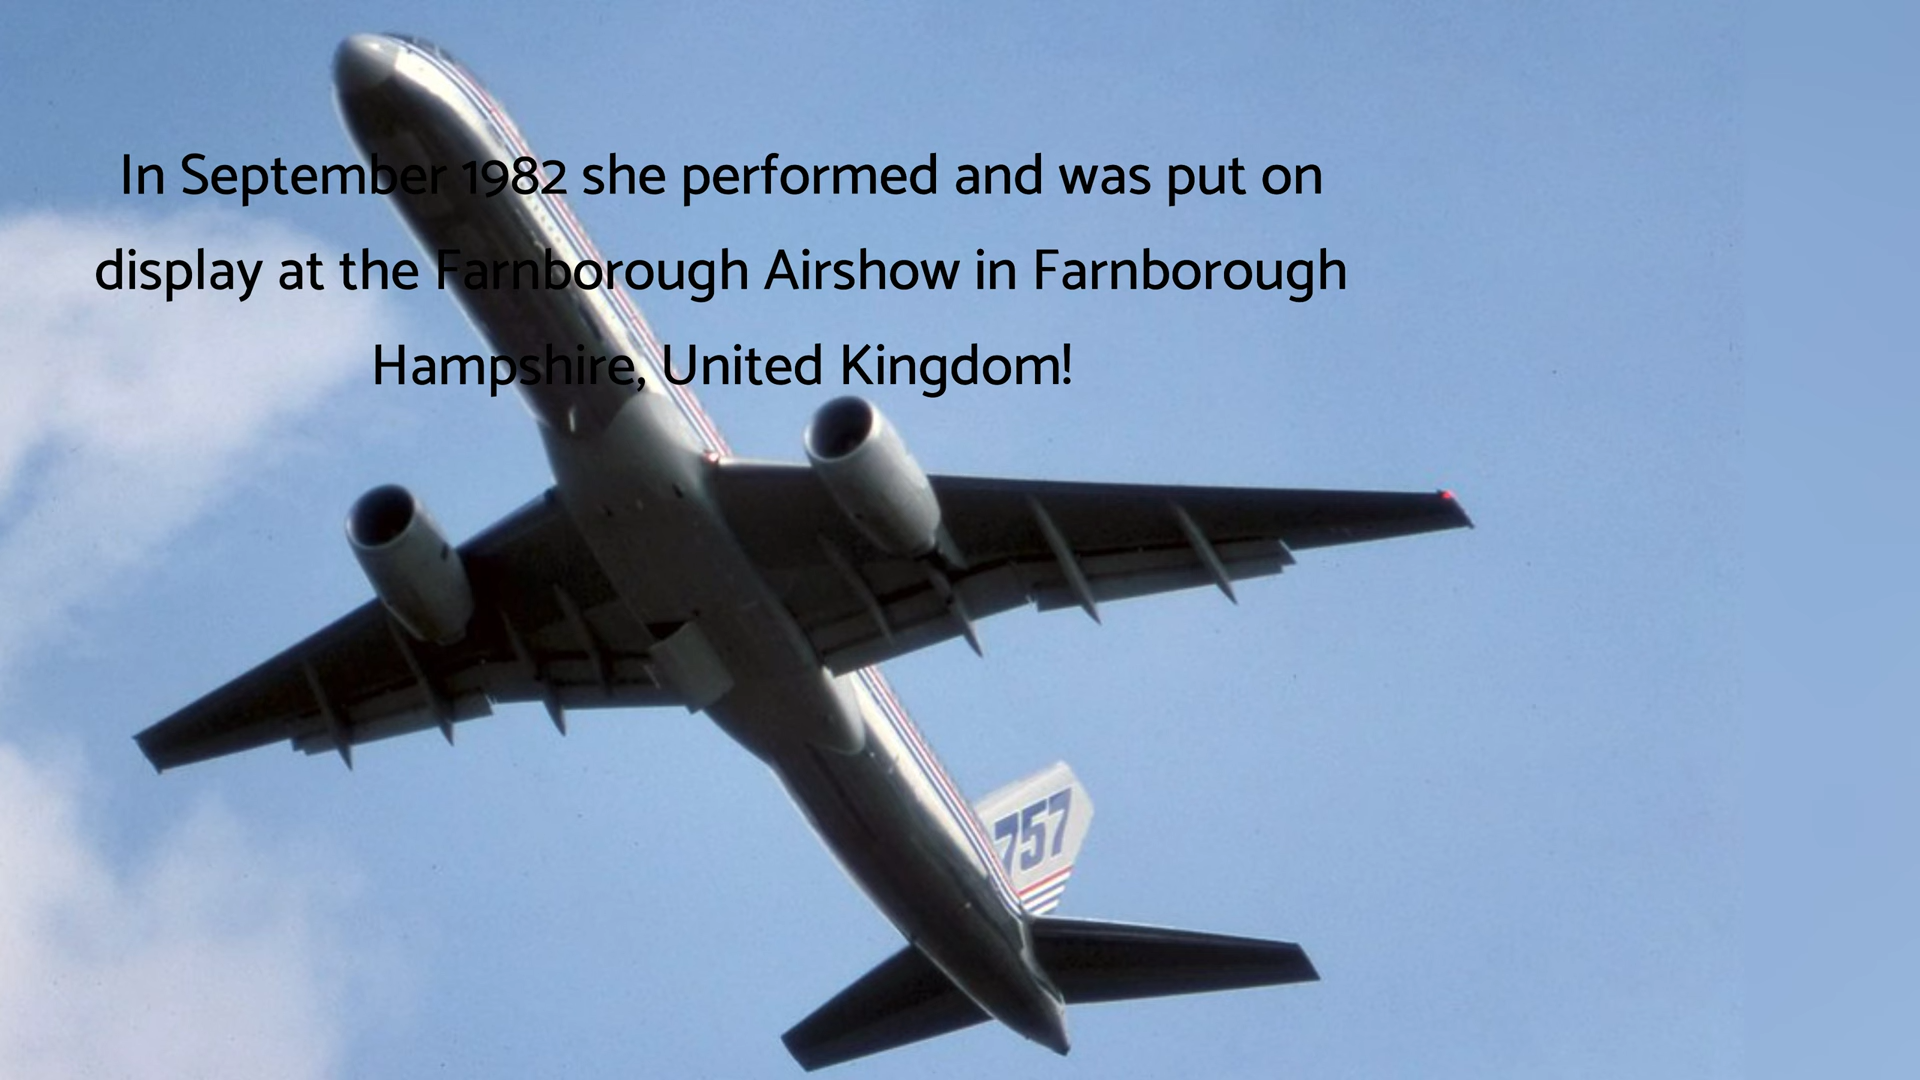 In September 1982 she performed and was put on
display at the Farnborough Airshow in Farnborough
Hampshire, United Kingdom!
757